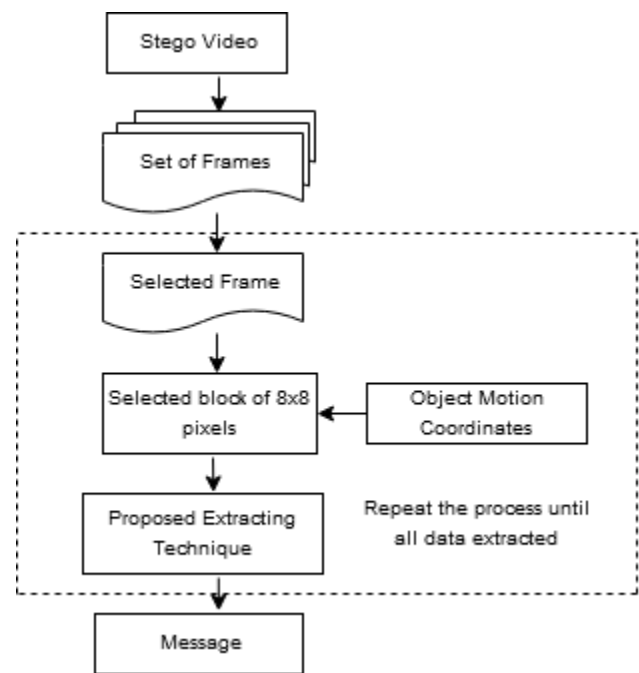 Stego Video
Set of Frames
Selected Frame
Selected block of 8x8
pixels
Object Motion
Coordinates
Proposed Extracting
Technique
Repeat the process until
all data extracted
Message